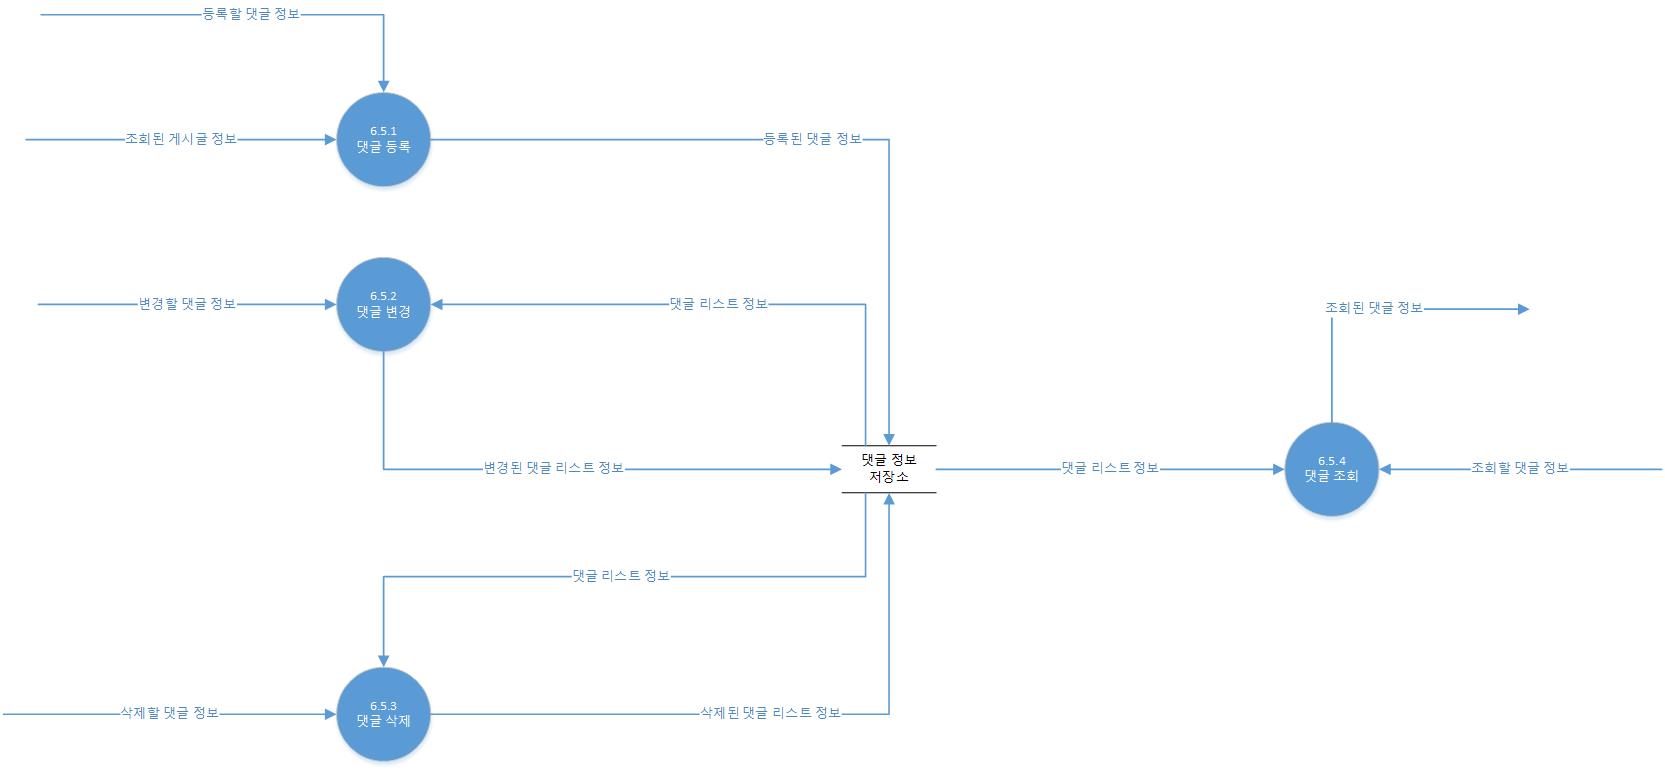 등록할 댓글 정보
조회된 게시글 정보
6.5.1
댓글 등록
등록된 댓글 정보
변경할 댓글 정보
6.5.2
댓글 변경
댓글 리스트 정보
조회된 댓글 정보
변경된 댓글 리스트 정보
댓글 정보
저장소
댓글 리스트 정보
6.5.4
댓글 조회
조회할 댓글 정보
댓글 리스트 정보
삭제할 댓글 정보
6.5.3
댓글 삭제
삭제된 댓글 리스트 정보